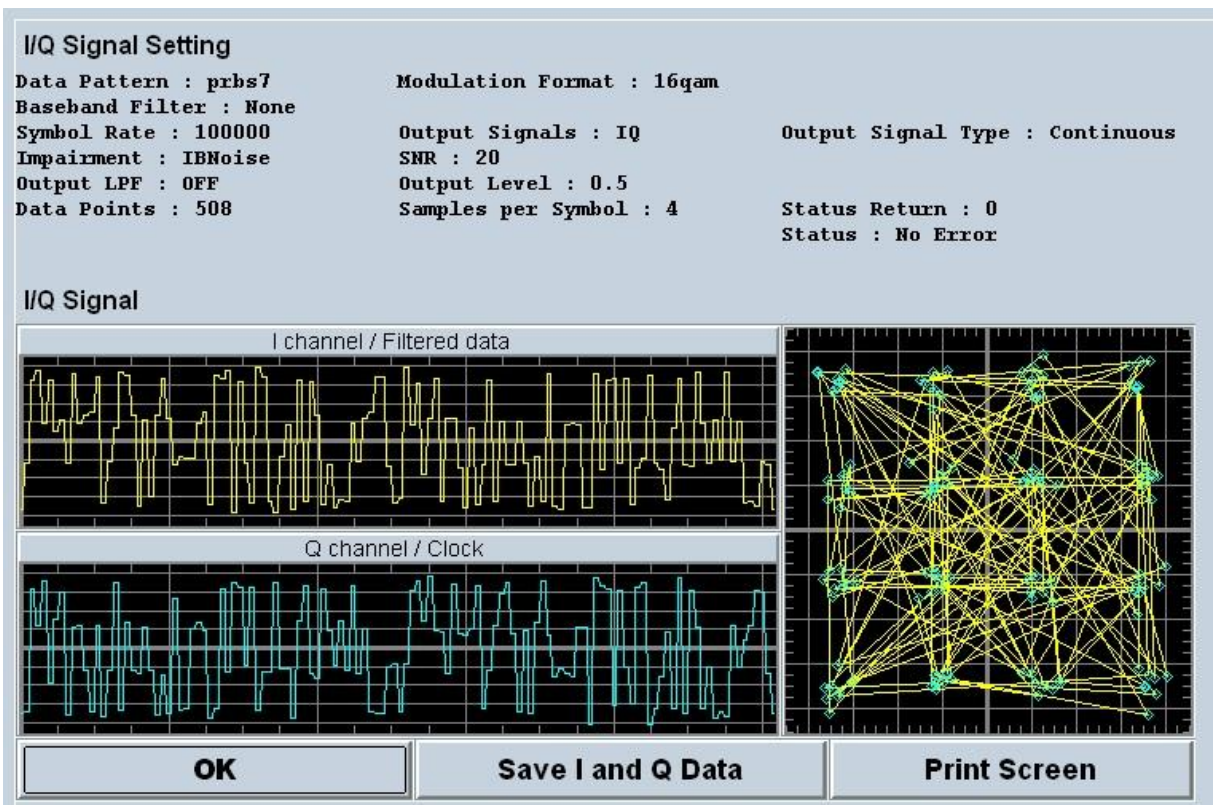 I/Q Signal Setting
Data Pattern : prbs7 Modulation Format : 16qam
Baseband Filter : None
Symbol Rate : 100000 Output Signals : IQ Output Signal Type : Continuous
Impairment : IBNoise SNR : 20
Output LPF : OFF Output Level : 0.5
Data Points : 508 Samples per Symbol : 4 Status Return : 0
Status : No Error
I/Q Signal
I channel / Filtered data
Q channel / Clock
OK Save I and Q Data Print Screen